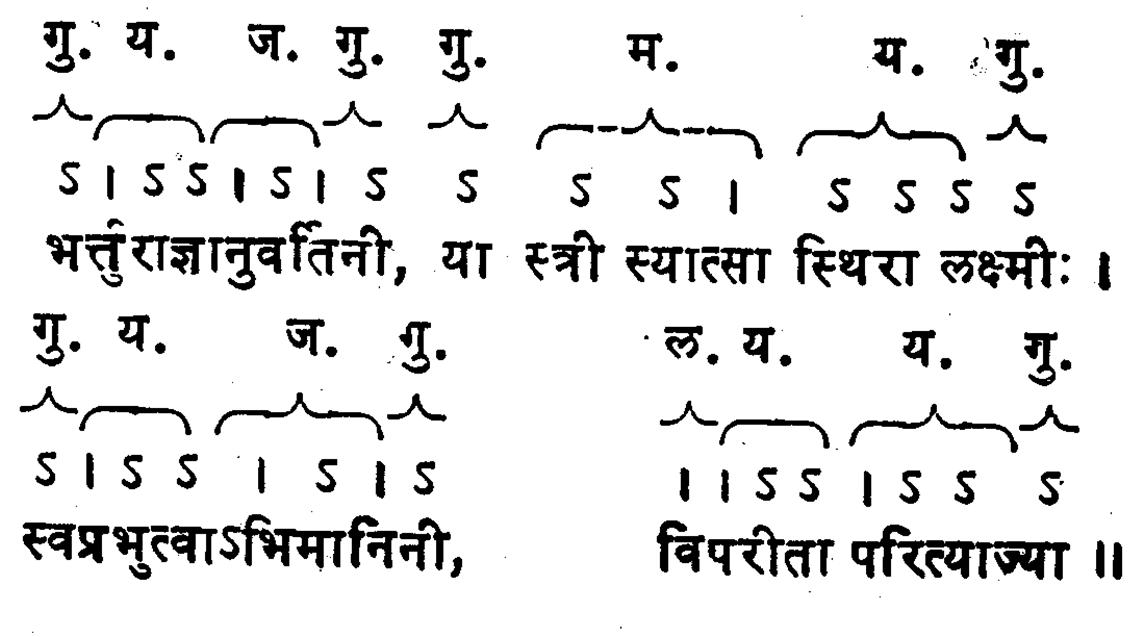 गु. य. ज. गु. गु. म. य. गु.
ऽ । ऽ ऽ । ऽ । ऽ ऽ ऽ ऽ । ऽ ऽ ऽ ऽ
भर्त्तुराज्ञानुवर्तिनी, या स्त्री स्यात्सा स्थिरा लक्ष्मीः ।
गु. य. ज. गु. ल. य. य. गु.
ऽ । ऽ ऽ । ऽ । ऽ । । ऽ ऽ । ऽ ऽ ऽ
स्वप्रभुत्वाऽभिमानिनी, विपरीता परित्याज्या ॥